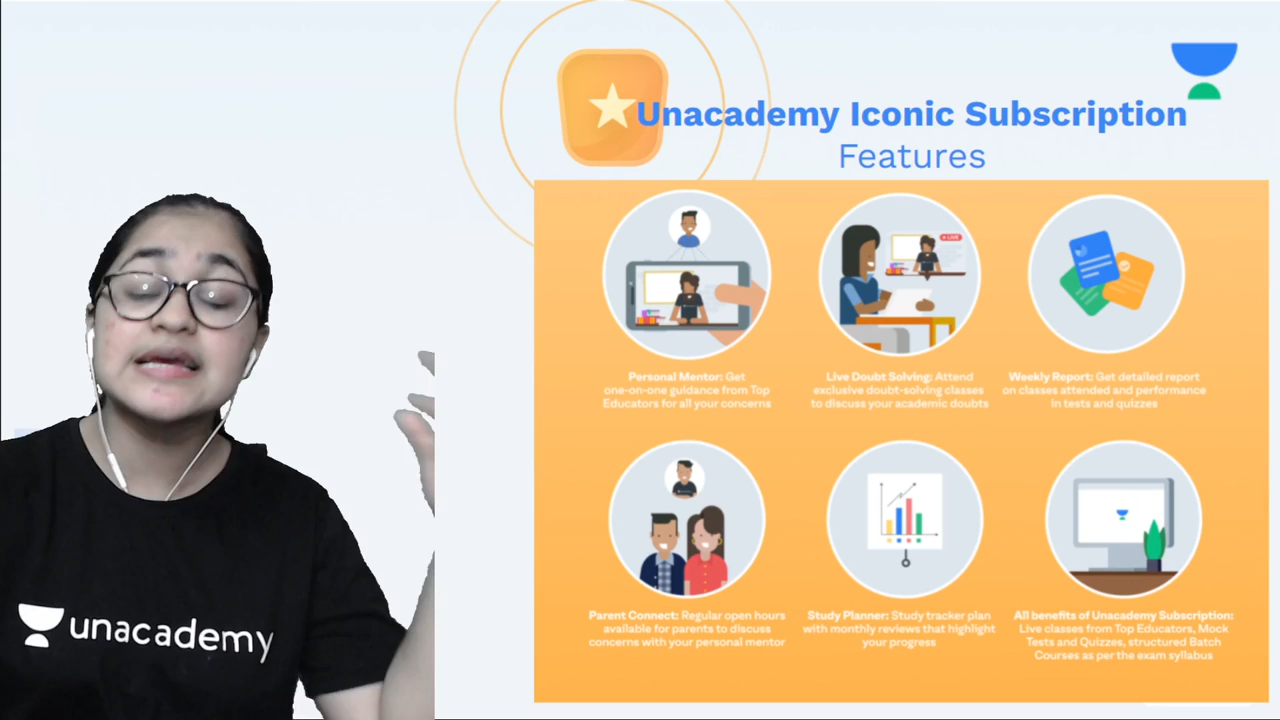 Unacademy Iconic Subscription
Features
LIVE
Personal Mentor: Get
one-on-one guidance from Top
Educators for all your concerns
Live Doubt Solving: Attend
exclusive doubt-solving classes
to discuss your academic doubts
Weekly Report: Get detailed report
on classes attended and performance
in tests and quizzes
Parent Connect: Regular open hours
available for parents to discuss
concerns with your personal mentor
Study Planner: Study tracker plan
with monthly reviews that highlight
your progress
All benefits of Unacademy Subscription:
Live classes from Top Educators, Mock
Tests and Quizzes, structured Batch
Courses as per the exam syllabus
unacademy